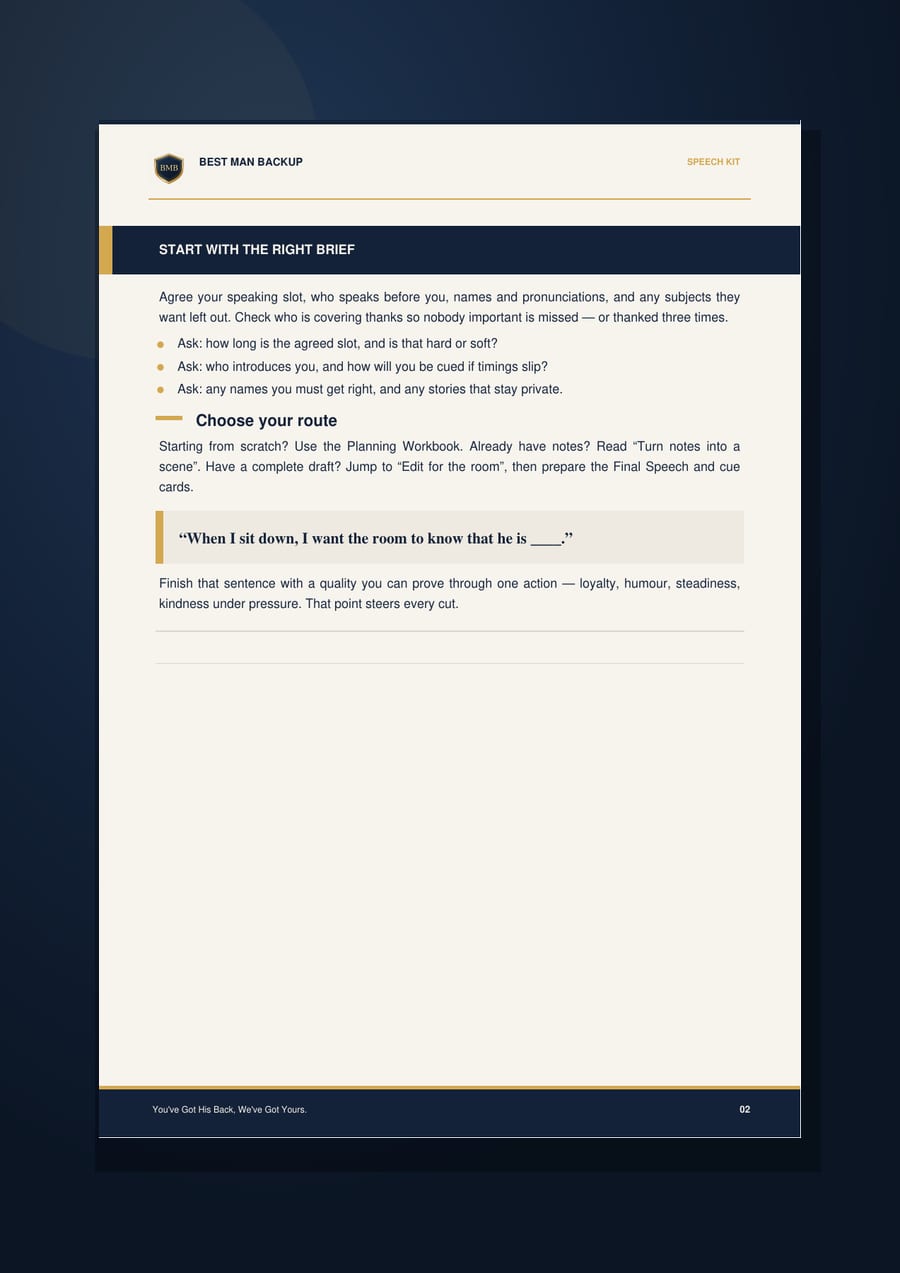 BMB
BEST MAN BACKUP
SPEECH KIT
START WITH THE RIGHT BRIEF
Agree your speaking slot, who speaks before you, names and pronunciations, and any subjects they
want left out. Check who is covering thanks so nobody important is missed — or thanked three times.
Ask: how long is the agreed slot, and is that hard or soft?
Ask: who introduces you, and how will you be cued if timings slip?
Ask: any names you must get right, and any stories that stay private.
Choose your route
Starting from scratch? Use the Planning Workbook. Already have notes? Read “Turn notes into a
scene”. Have a complete draft? Jump to “Edit for the room”, then prepare the Final Speech and cue
cards.
“When I sit down, I want the room to know that he is ____.”
Finish that sentence with a quality you can prove through one action — loyalty, humour, steadiness,
kindness under pressure. That point steers every cut.
You've Got His Back, We've Got Yours.
02